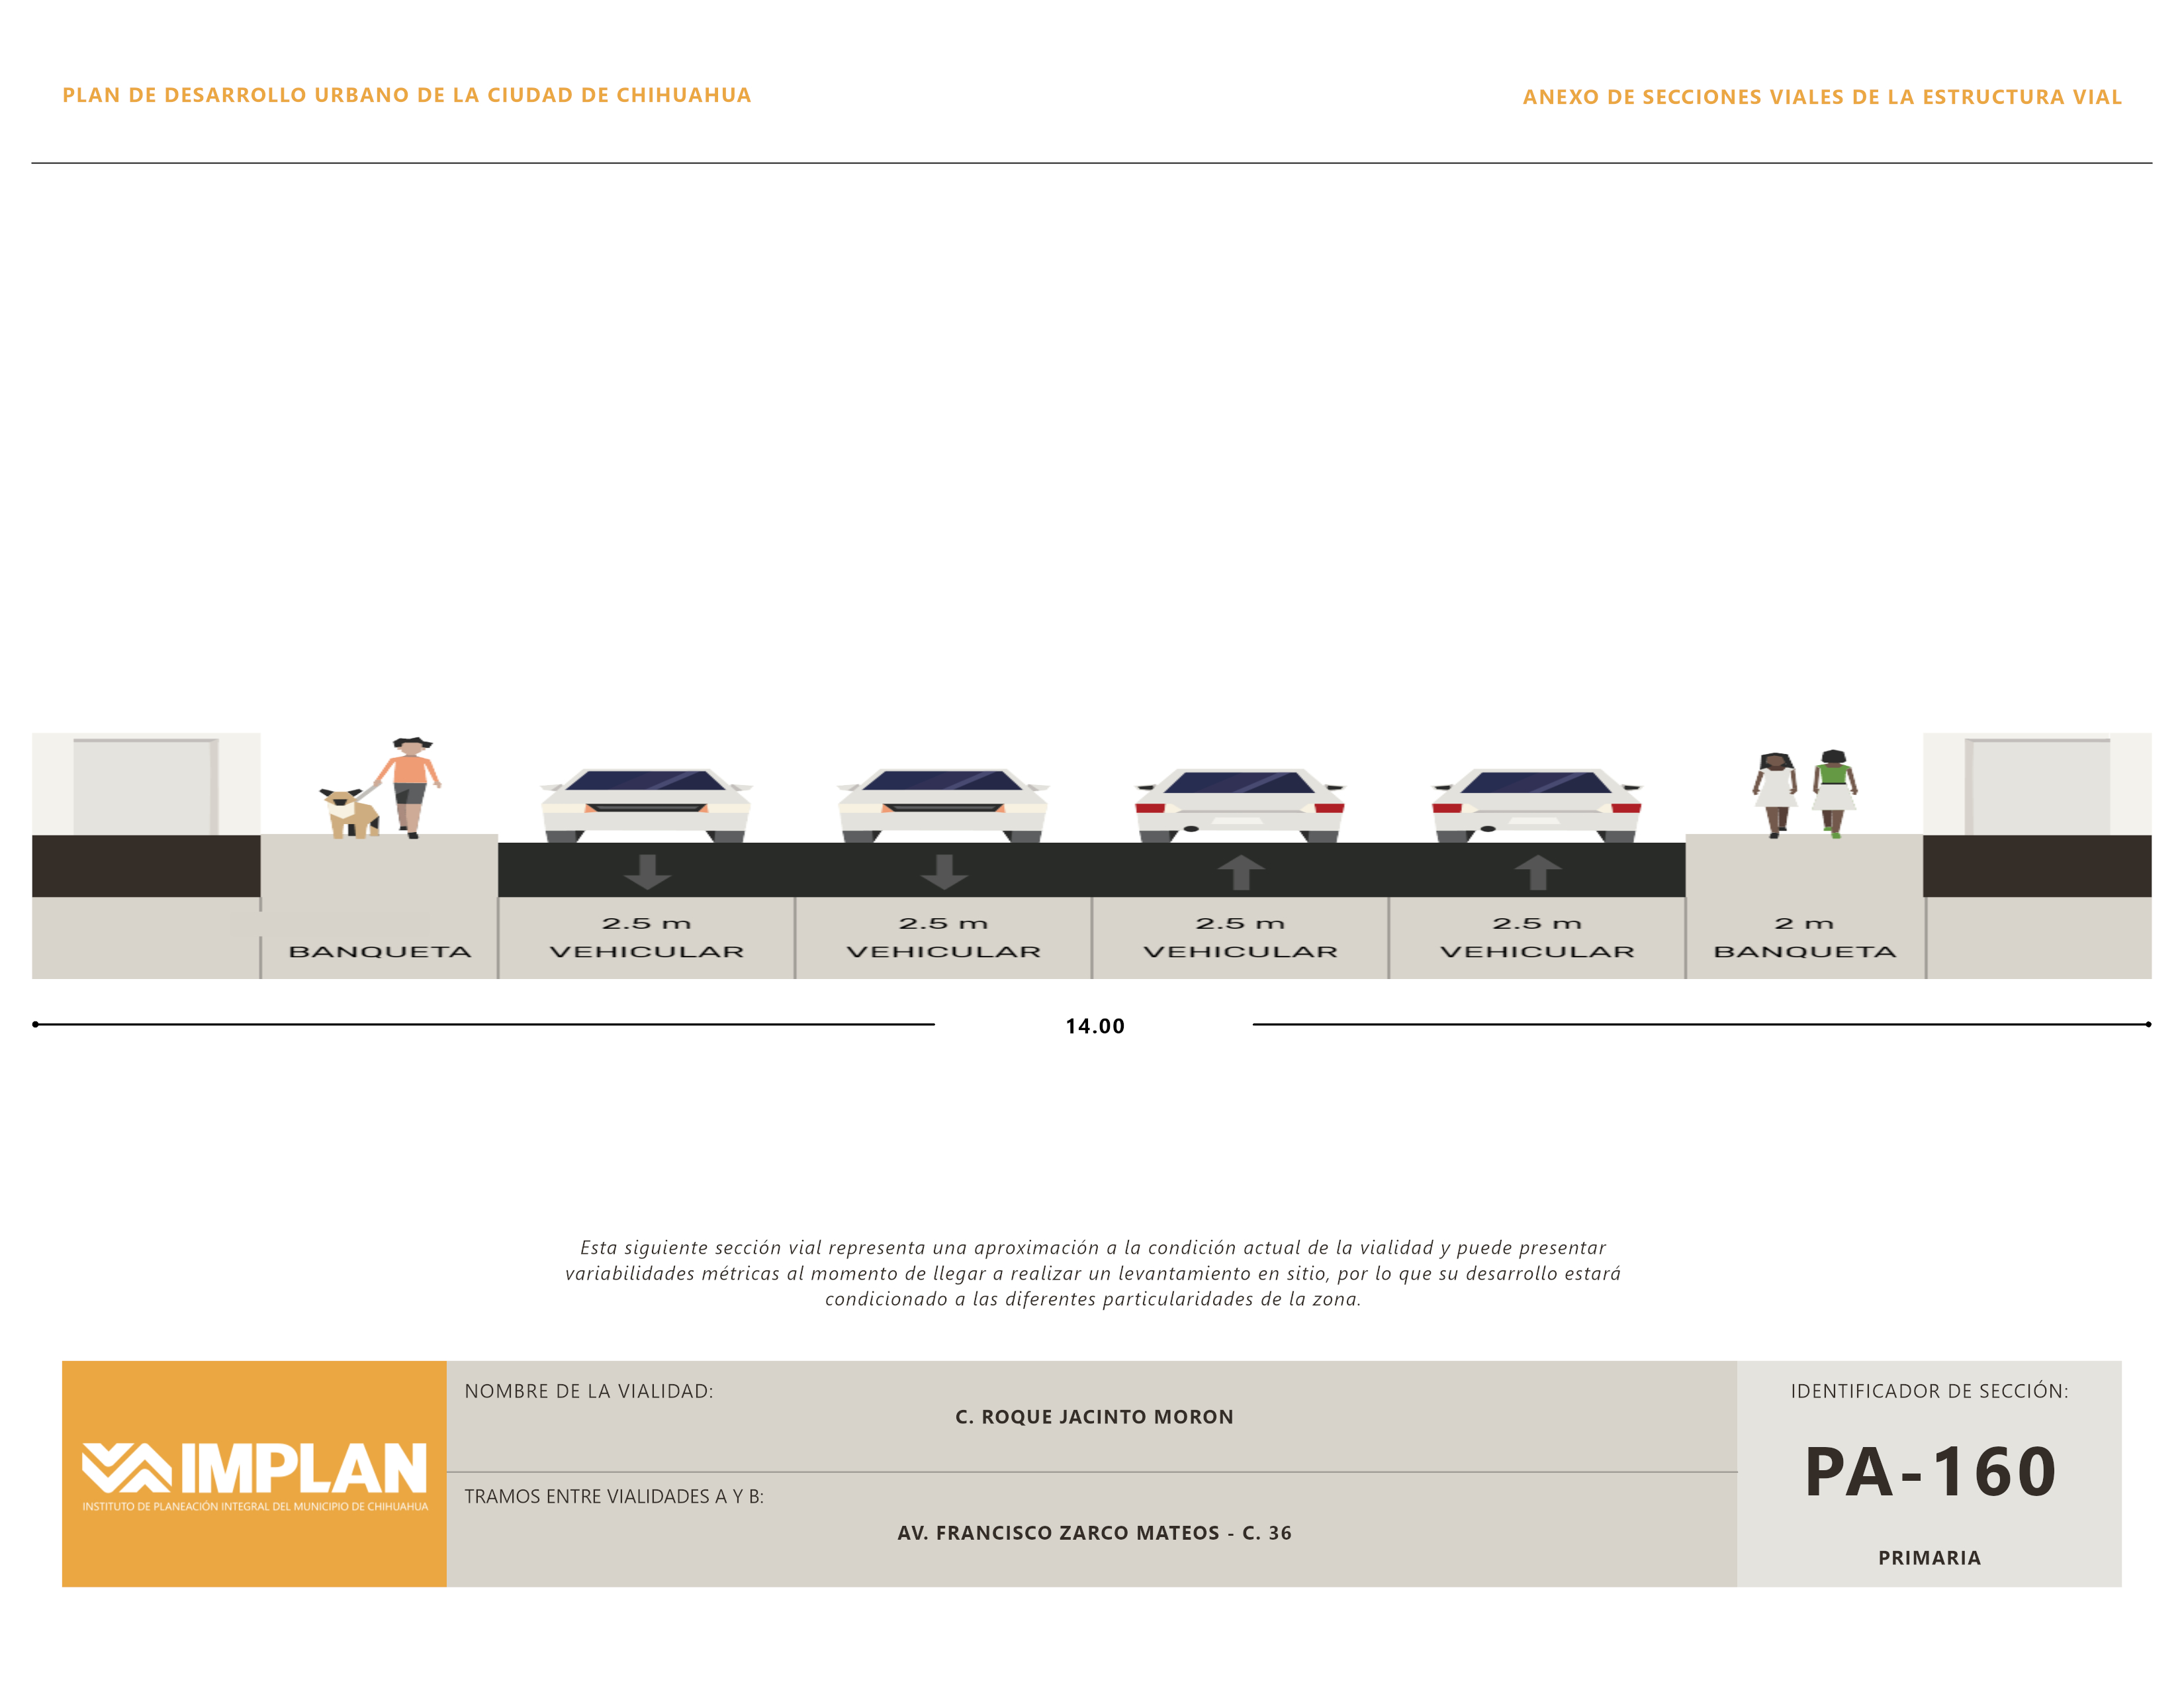 PLAN DE DESARROLLO URBANO DE LA CIUDAD DE CHIHUAHUA
ANEXO DE SECCIONES VIALES DE LA ESTRUCTURA VIAL
2.5 m 2.5 m 2.5 m 2.5 m 2 m
BANQUETA VEHICULAR VEHICULAR VEHICULAR VEHICULAR BANQUETA
14.00
Esta siguiente sección vial representa una aproximación a la condición actual de la vialidad y puede presentar
variabilidades métricas al momento de llegar a realizar un levantamiento en sitio, por lo que su desarrollo estará
condicionado a las diferentes particularidades de la zona.
IMPLAN
INSTITUTO DE PLANEACIÓN INTEGRAL DEL MUNICIPIO DE CHIHUAHUA
NOMBRE DE LA VIALIDAD:
C. ROQUE JACINTO MORON
TRAMOS ENTRE VIALIDADES A Y B:
AV. FRANCISCO ZARCO MATEOS - C. 36
IDENTIFICADOR DE SECCIÓN:
PA-160
PRIMARIA